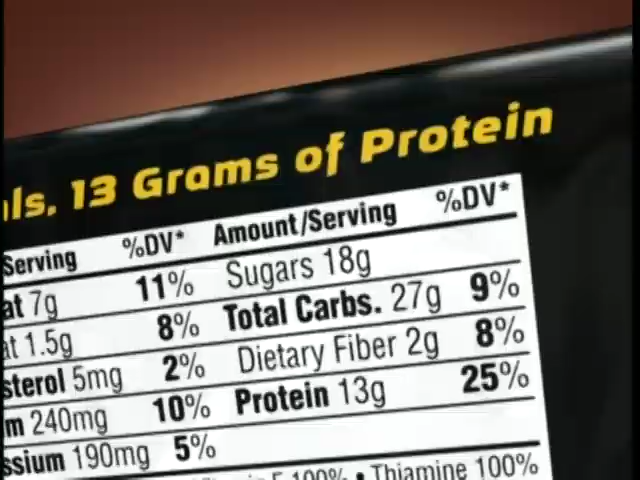 ls. 13 Grams of Protein
Serving %DV* Amount/Serving %DV*
at 7g 11% Sugars 18g
at 1.5g 8% Total Carbs. 27g 9%
sterol 5mg 2% Dietary Fiber 2g 8%
m 240mg 10% Protein 13g 25%
ssium 190mg 5%
E 100% • Thiamine 100%